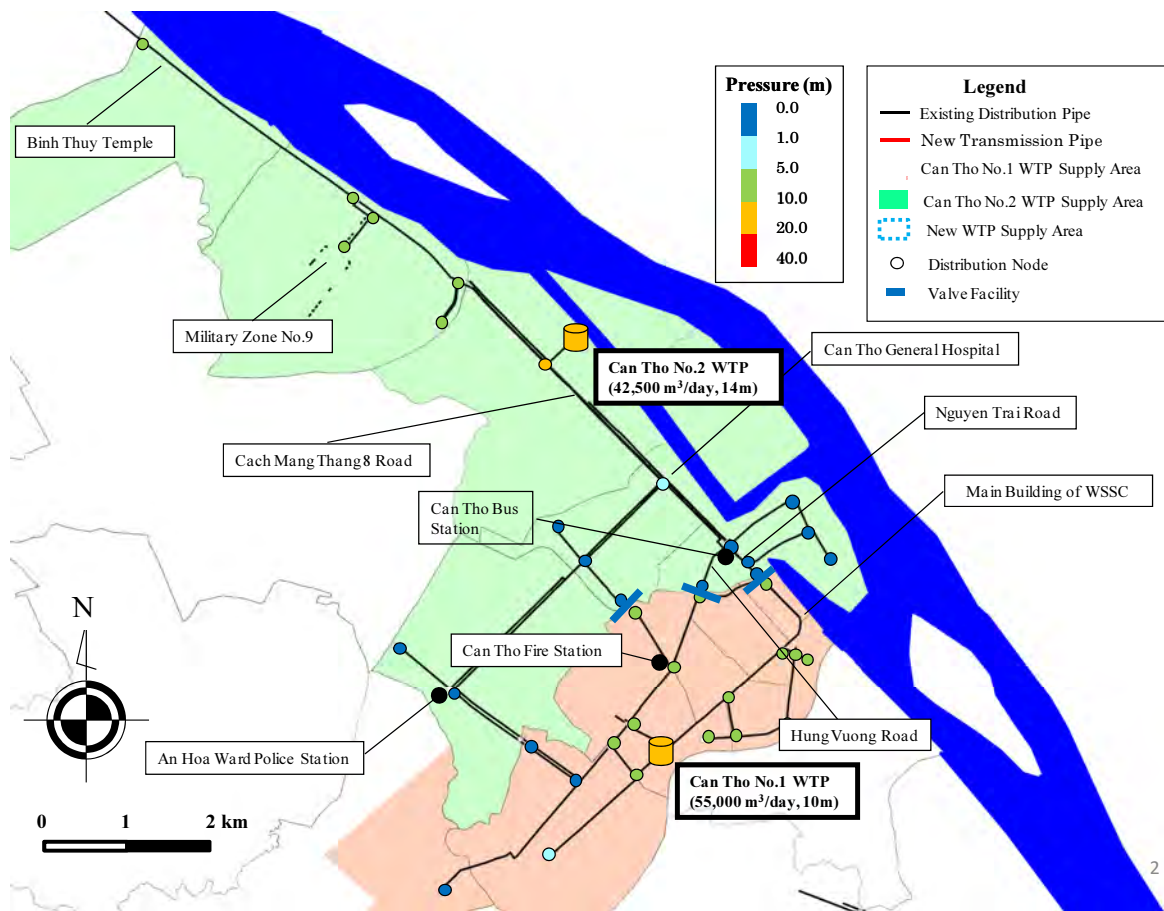 Pressure (m)
0.0
1.0
5.0
10.0
20.0
40.0
Legend
Existing Distribution Pipe
New Transmission Pipe
Can Tho No.1 WTP Supply Area
Can Tho No.2 WTP Supply Area
New WTP Supply Area
Distribution Node
Valve Facility
Binh Thuy Temple
Military Zone No.9
Can Tho General Hospital
Can Tho No.2 WTP
(42,500 m³/day, 14m)
Nguyen Trai Road
Cach Mang Thang 8 Road
Main Building of WSSC
Can Tho Bus
Station
N
Can Tho Fire Station
An Hoa Ward Police Station
Hung Vuong Road
Can Tho No.1 WTP
(55,000 m³/day, 10m)
0 1 2 km
2